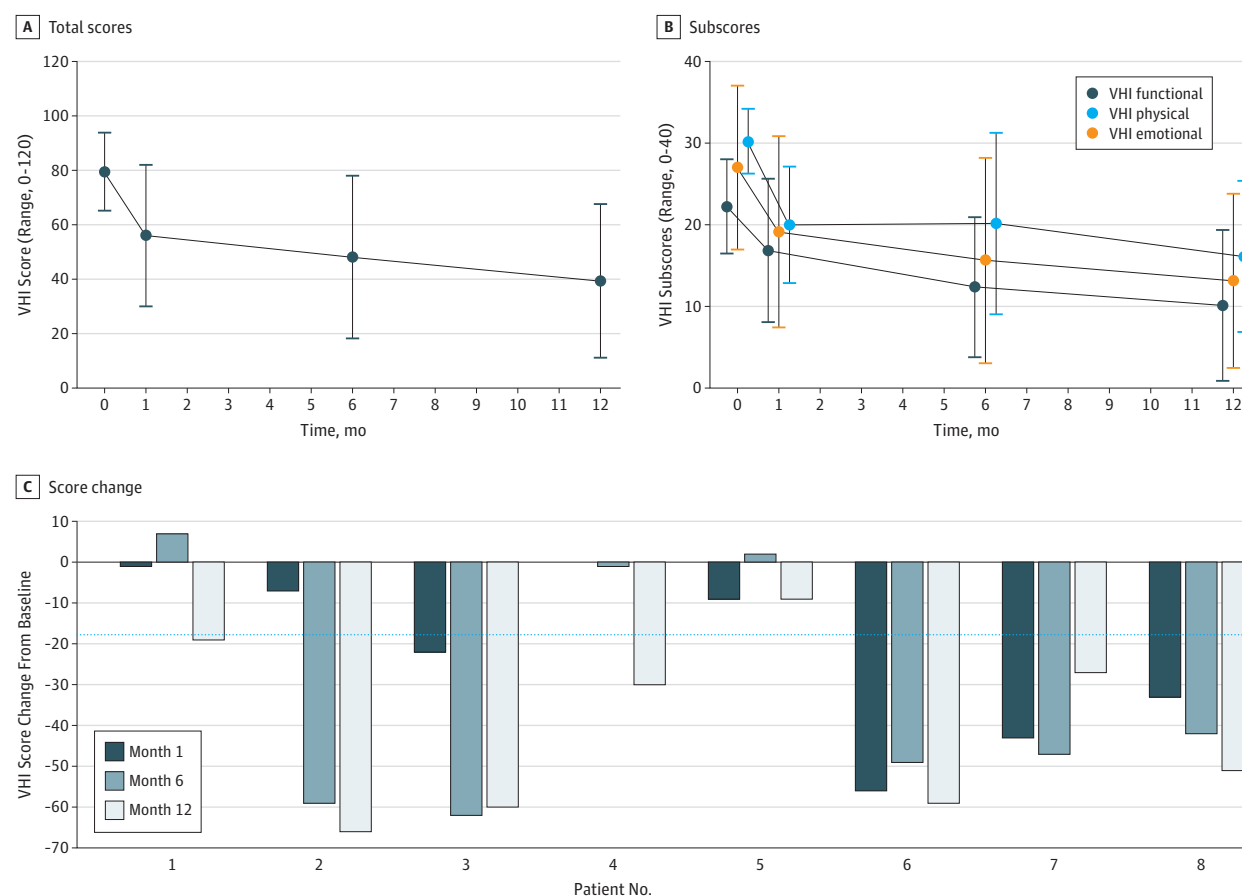 A Total scores
120
100
80
60
40
20
0
VHI Score (Range, 0-120)
0 1 2 3 4 5 6 7 8 9 10 11 12
Time, mo
B Subscores
40
30
20
10
0
VHI Subscores (Range, 0-40)
VHI functional
VHI physical
VHI emotional
0 1 2 3 4 5 6 7 8 9 10 11 12
Time, mo
C Score change
10
0
-10
-20
-30
-40
-50
-60
-70
VHI Score Change From Baseline
Month 1
Month 6
Month 12
1 2 3 4 5 6 7 8
Patient No.